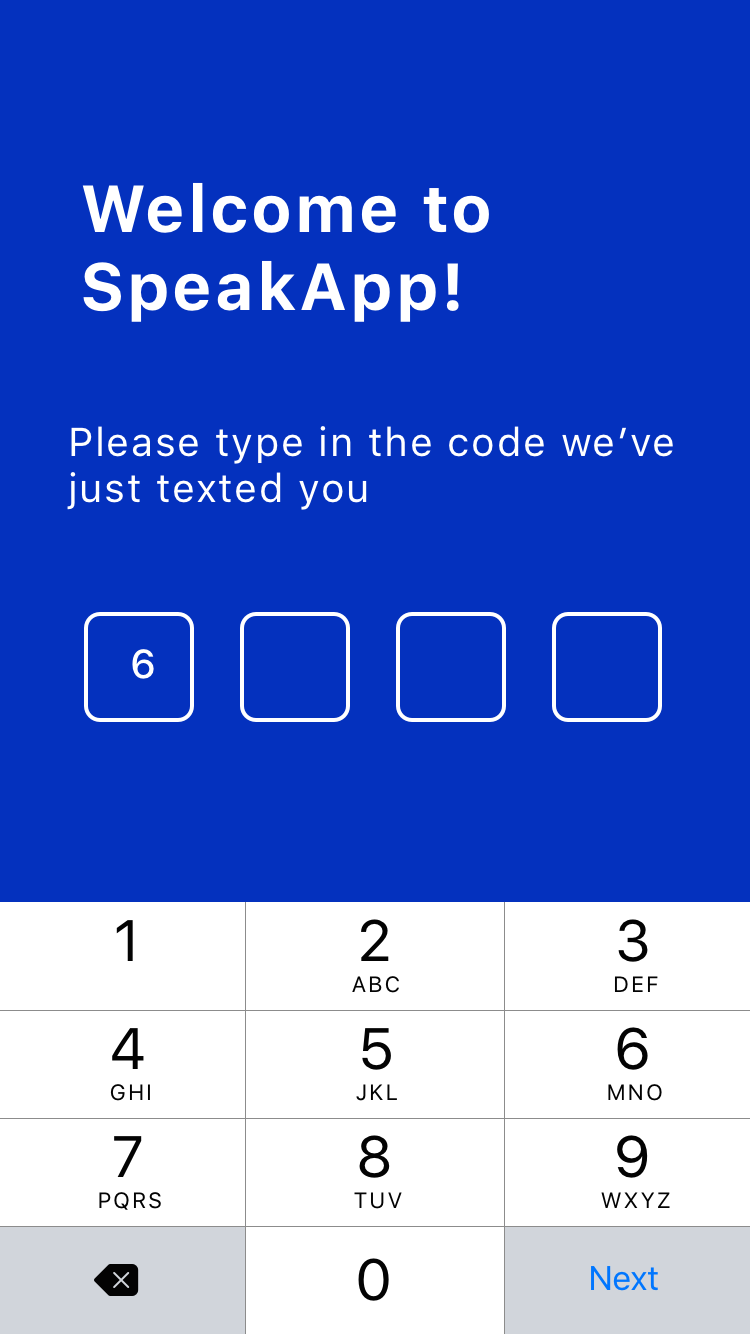 Welcome to
SpeakApp!
Please type in the code we’ve
just texted you
6
1 2 3
ABC DEF
4 5 6
GHI JKL MNO
7 8 9
PQRS TUV WXYZ
0 Next